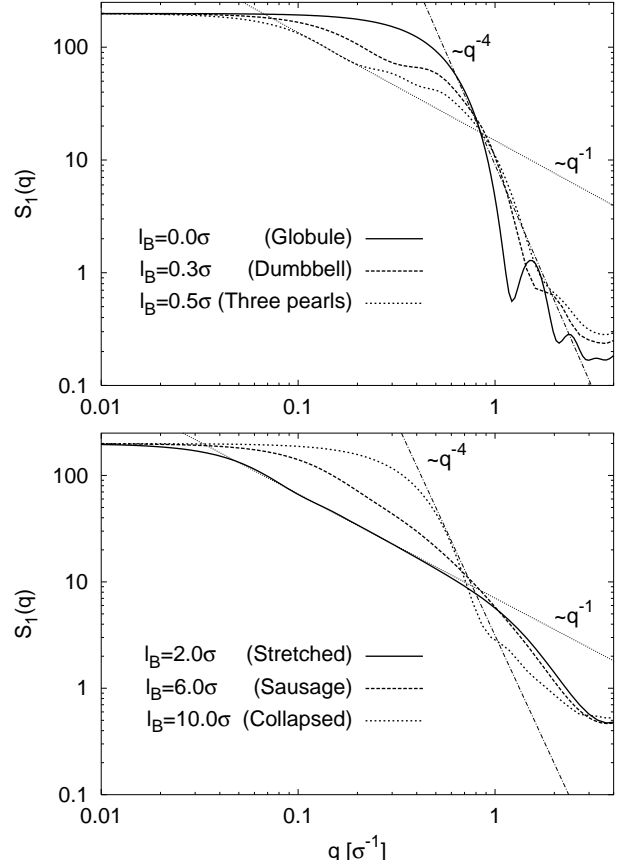 100
10
1
0.1
S₁(q)
~q⁻⁴
~q⁻¹
l_B=0.0σ (Globule)
l_B=0.3σ (Dumbbell)
l_B=0.5σ (Three pearls)
0.01 0.1 1
100
10
1
0.1
S₁(q)
~q⁻⁴
~q⁻¹
l_B=2.0σ (Stretched)
l_B=6.0σ (Sausage)
l_B=10.0σ (Collapsed)
0.01 0.1 1
q [σ⁻¹]